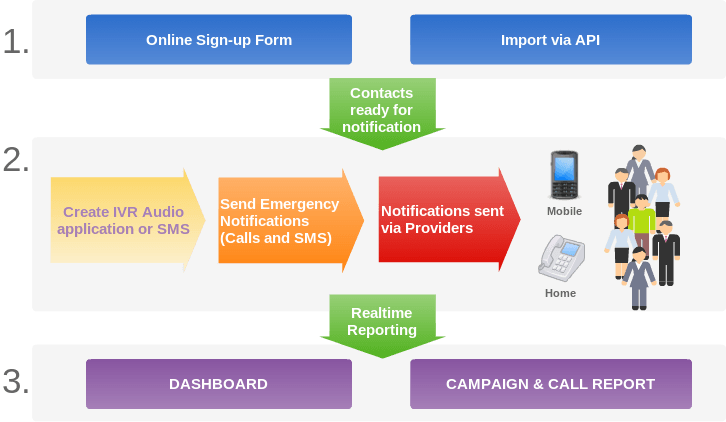 1.
Online Sign-up Form
Import via API
Contacts
ready for
notification
2.
Create IVR Audio
application or SMS
Send Emergency
Notifications
(Calls and SMS)
Notifications sent
via Providers
Mobile
Home
Realtime
Reporting
3.
DASHBOARD
CAMPAIGN & CALL REPORT